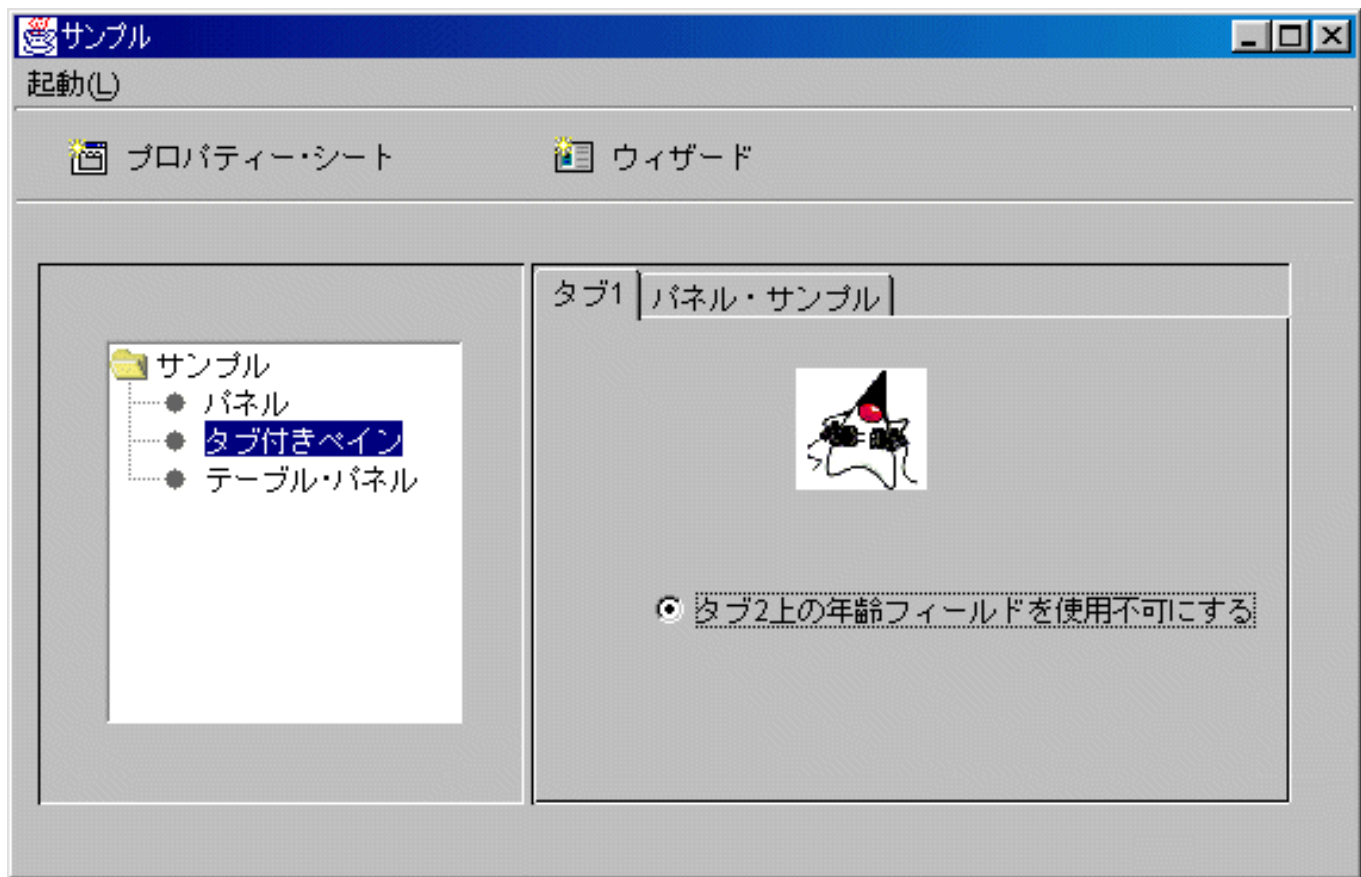 サンプル
起動(L)
プロパティー・シート ウィザード
タブ1 パネル・サンプル
サンプル
パネル
タブ付きペイン
テーブル・パネル
タブ2上の年齢フィールドを使用不可にする